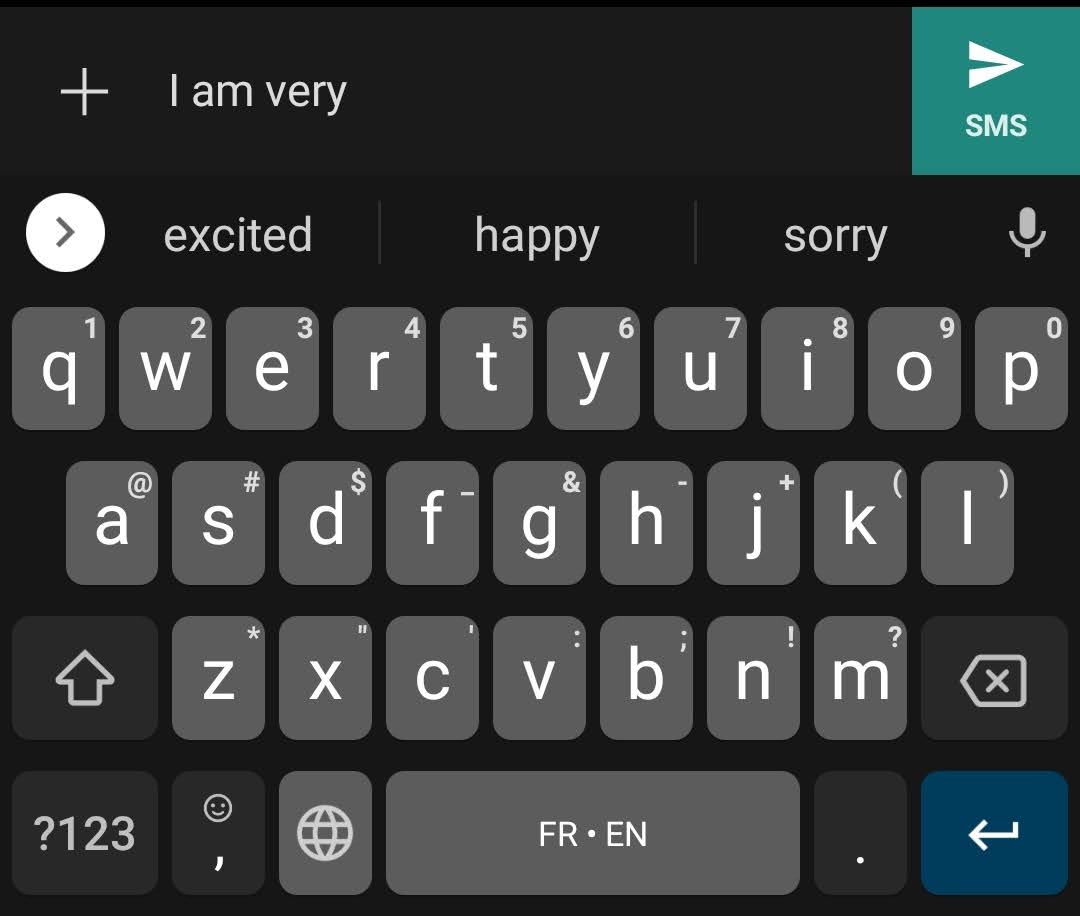 I am very
SMS
excited happy sorry
1 2 3 4 5 6 7 8 9 0
q w e r t y u i o p
@ # $ _ & - + ( )
a s d f g h j k l
* " ' : ; ! ?
z x c v b n m
?123 , FR • EN .